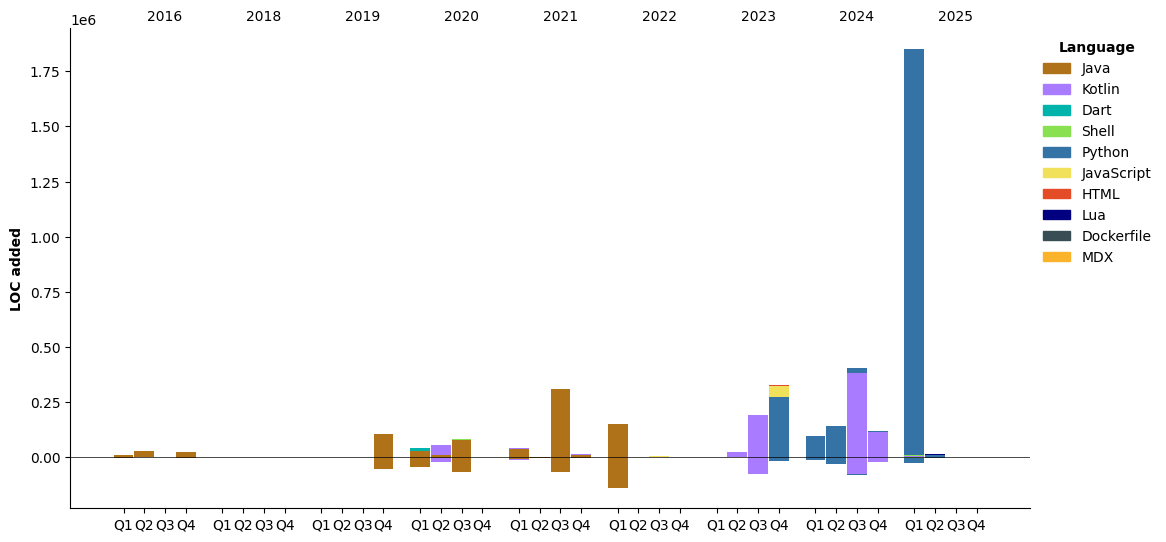 1e6
2016 2018 2019 2020 2021 2022 2023 2024 2025
LOC added
1.75
1.50
1.25
1.00
0.75
0.50
0.25
0.00
Q1 Q2 Q3 Q4 Q1 Q2 Q3 Q4 Q1 Q2 Q3 Q4 Q1 Q2 Q3 Q4 Q1 Q2 Q3 Q4 Q1 Q2 Q3 Q4 Q1 Q2 Q3 Q4 Q1 Q2 Q3 Q4 Q1 Q2 Q3 Q4
Language
Java
Kotlin
Dart
Shell
Python
JavaScript
HTML
Lua
Dockerfile
MDX